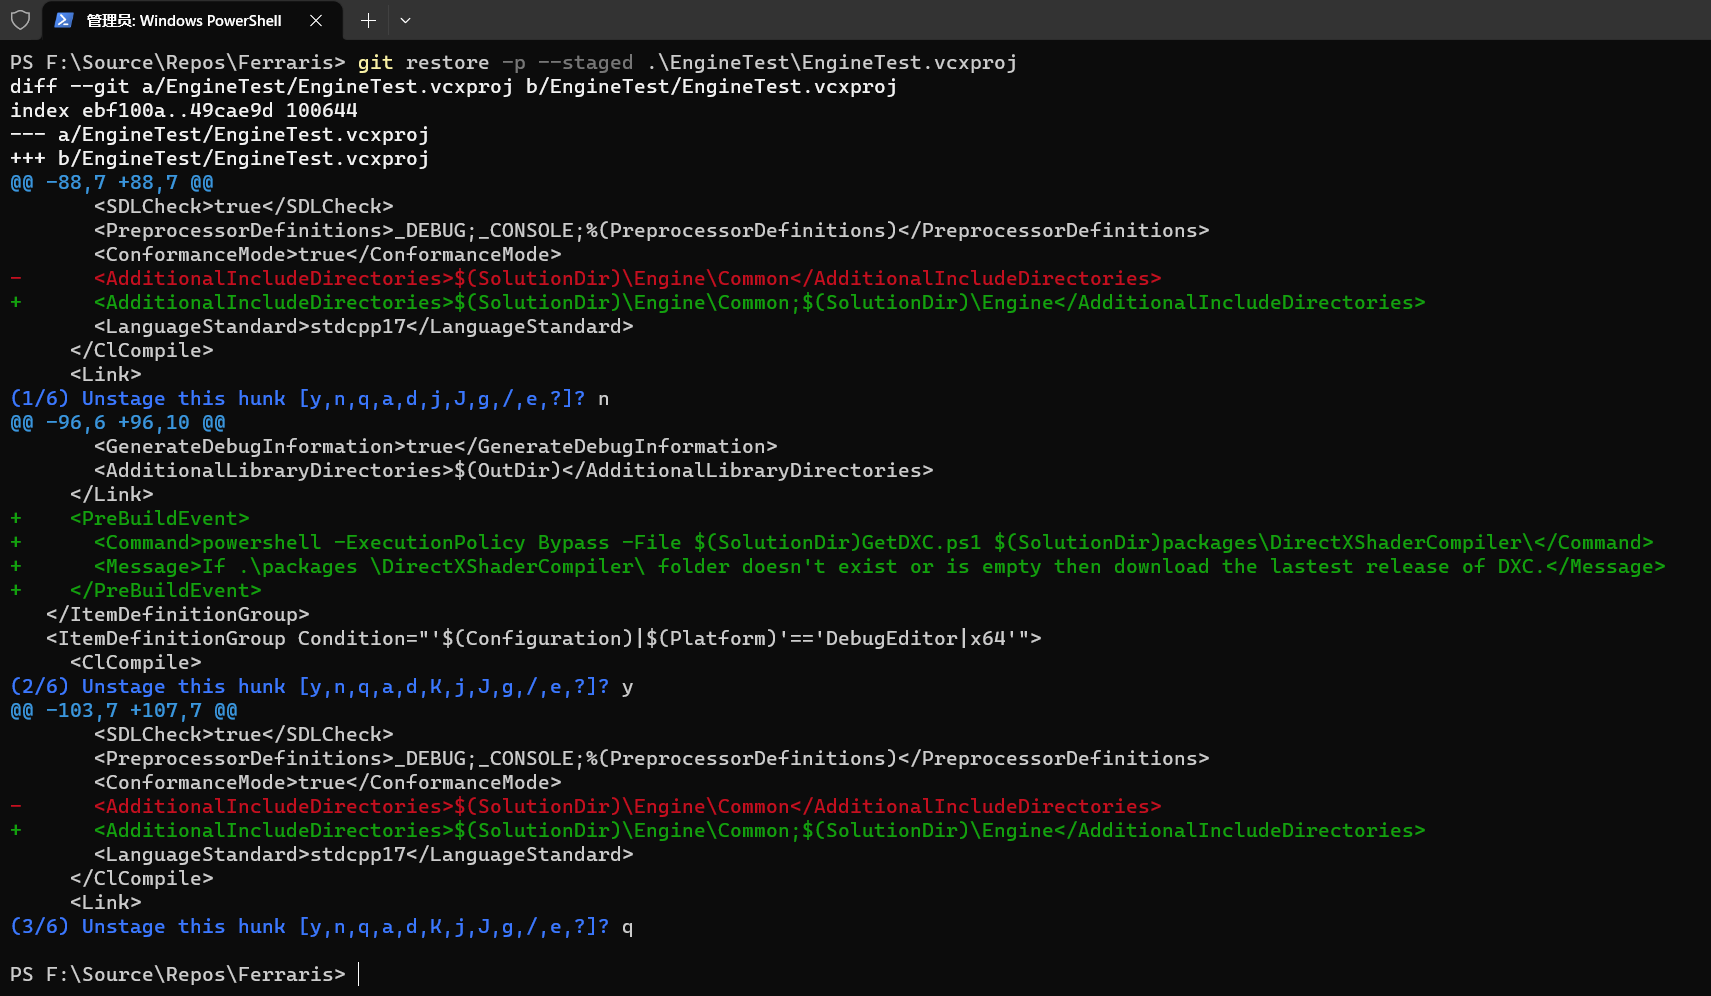 管理员: Windows PowerShell
PS F:\Source\Repos\Ferraris> git restore -p --staged .\EngineTest\EngineTest.vcxproj
diff --git a/EngineTest/EngineTest.vcxproj b/EngineTest/EngineTest.vcxproj
index ebf100a..49cae9d 100644
--- a/EngineTest/EngineTest.vcxproj
+++ b/EngineTest/EngineTest.vcxproj
@@ -88,7 +88,7 @@
       <SDLCheck>true</SDLCheck>
       <PreprocessorDefinitions>_DEBUG;_CONSOLE;%(PreprocessorDefinitions)</PreprocessorDefinitions>
       <ConformanceMode>true</ConformanceMode>
-      <AdditionalIncludeDirectories>$(SolutionDir)\Engine\Common</AdditionalIncludeDirectories>
+      <AdditionalIncludeDirectories>$(SolutionDir)\Engine\Common;$(SolutionDir)\Engine</AdditionalIncludeDirectories>
       <LanguageStandard>stdcpp17</LanguageStandard>
     </ClCompile>
     <Link>
(1/6) Unstage this hunk [y,n,q,a,d,j,J,g,/,e,?]? n
@@ -96,6 +96,10 @@
       <GenerateDebugInformation>true</GenerateDebugInformation>
       <AdditionalLibraryDirectories>$(OutDir)</AdditionalLibraryDirectories>
     </Link>
+    <PreBuildEvent>
+      <Command>powershell -ExecutionPolicy Bypass -File $(SolutionDir)GetDXC.ps1 $(SolutionDir)packages\DirectXShaderCompiler\</Command>
+      <Message>If .\packages \DirectXShaderCompiler\ folder doesn't exist or is empty then download the lastest release of DXC.</Message>
+    </PreBuildEvent>
   </ItemDefinitionGroup>
   <ItemDefinitionGroup Condition="'$(Configuration)|$(Platform)'=='DebugEditor|x64'">
     <ClCompile>
(2/6) Unstage this hunk [y,n,q,a,d,K,j,J,g,/,e,?]? y
@@ -103,7 +107,7 @@
       <SDLCheck>true</SDLCheck>
       <PreprocessorDefinitions>_DEBUG;_CONSOLE;%(PreprocessorDefinitions)</PreprocessorDefinitions>
       <ConformanceMode>true</ConformanceMode>
-      <AdditionalIncludeDirectories>$(SolutionDir)\Engine\Common</AdditionalIncludeDirectories>
+      <AdditionalIncludeDirectories>$(SolutionDir)\Engine\Common;$(SolutionDir)\Engine</AdditionalIncludeDirectories>
       <LanguageStandard>stdcpp17</LanguageStandard>
     </ClCompile>
     <Link>
(3/6) Unstage this hunk [y,n,q,a,d,K,j,J,g,/,e,?]? q
PS F:\Source\Repos\Ferraris>